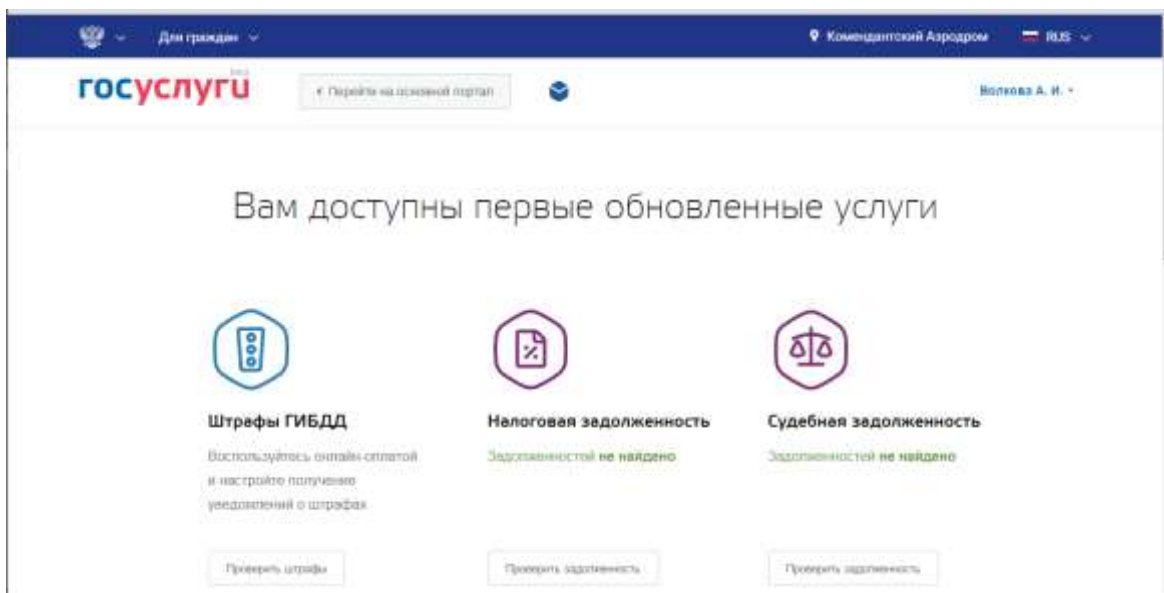 Для граждан
Комендантский Аэродром
RUS
госуслуги
beta
Перейти на основной портал
Волкова А. И.
Вам доступны первые обновленные услуги
Штрафы ГИБДД
Налоговая задолженность
Судебная задолженность
Воспользуйтесь онлайн-оплатой
и настройте получение
уведомлений о штрафах
Задолженностей не найдено
Задолженностей не найдено
Проверить штрафы
Проверить задолженность
Проверить задолженность